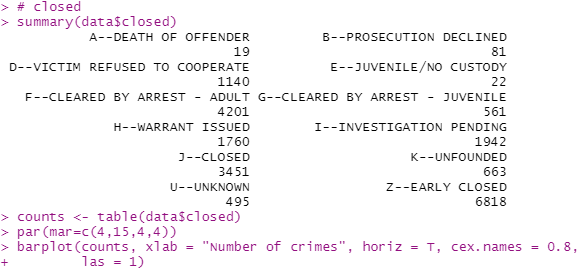 > # closed
> summary(data$closed)
A--DEATH OF OFFENDER B--PROSECUTION DECLINED
19 81
D--VICTIM REFUSED TO COOPERATE E--JUVENILE/NO CUSTODY
1140 22
F--CLEARED BY ARREST - ADULT G--CLEARED BY ARREST - JUVENILE
4201 561
H--WARRANT ISSUED I--INVESTIGATION PENDING
1760 1942
J--CLOSED K--UNFOUNDED
3451 663
U--UNKNOWN Z--EARLY CLOSED
495 6818
> counts <- table(data$closed)
> par(mar=c(4,15,4,4))
> barplot(counts, xlab = "Number of crimes", horiz = T, cex.names = 0.8,
+ las = 1)